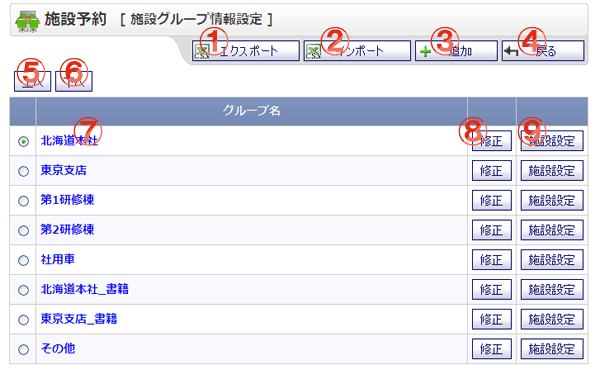 施設予約 [ 施設グループ情報設定 ]
① エクスポート ② インポート ③ 追加 ④ 戻る
⑤ ⑥
グループ名
⑦ ⑧ ⑨
北海道本社 修正 施設設定
東京支店 修正 施設設定
第1研修棟 修正 施設設定
第2研修棟 修正 施設設定
社用車 修正 施設設定
北海道本社_書籍 修正 施設設定
東京支店_書籍 修正 施設設定
その他 修正 施設設定